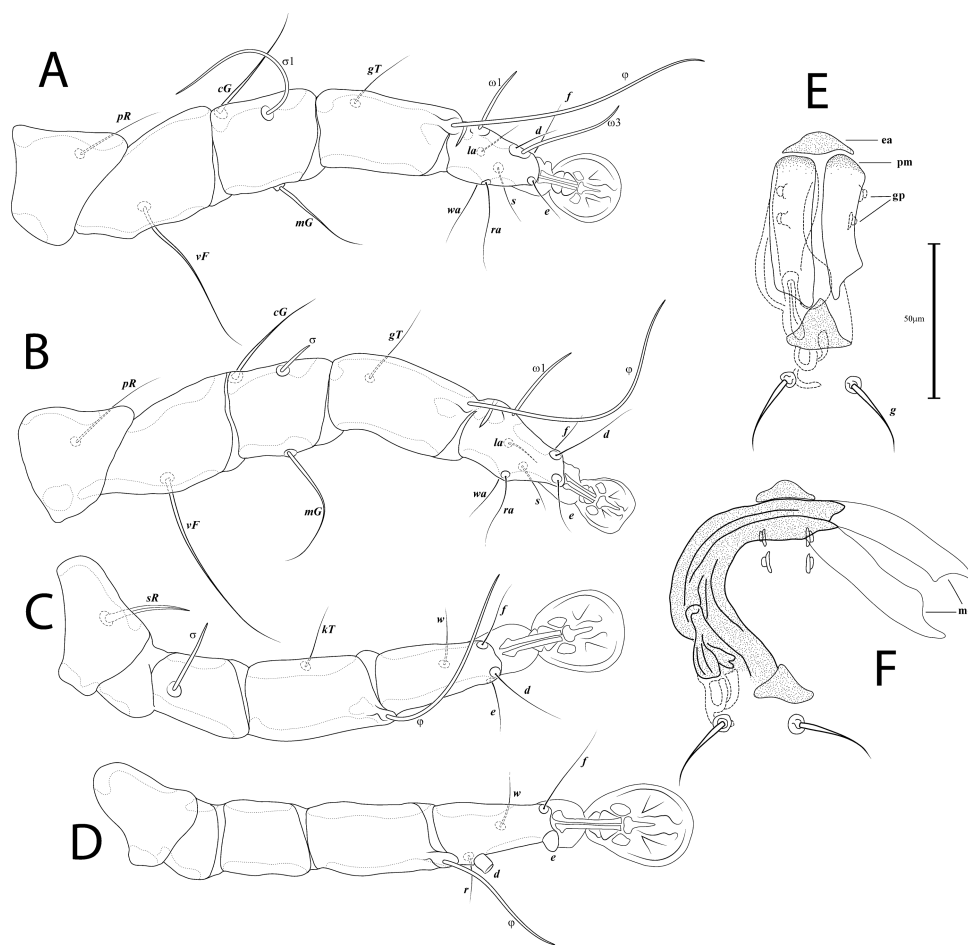 A
pR
σ1
cG
gT
ω1
φ
f
d
ω3
la
mG
wa
ra
s
e
vF
B
cG
σ
gT
pR
ω1
φ
f
d
la
mG
wa
ra
s
e
vF
C
sR
σ
kT
w
f
d
e
φ
D
w
f
e
d
r
φ
E
ea
pm
gp
50μm
g
F
m